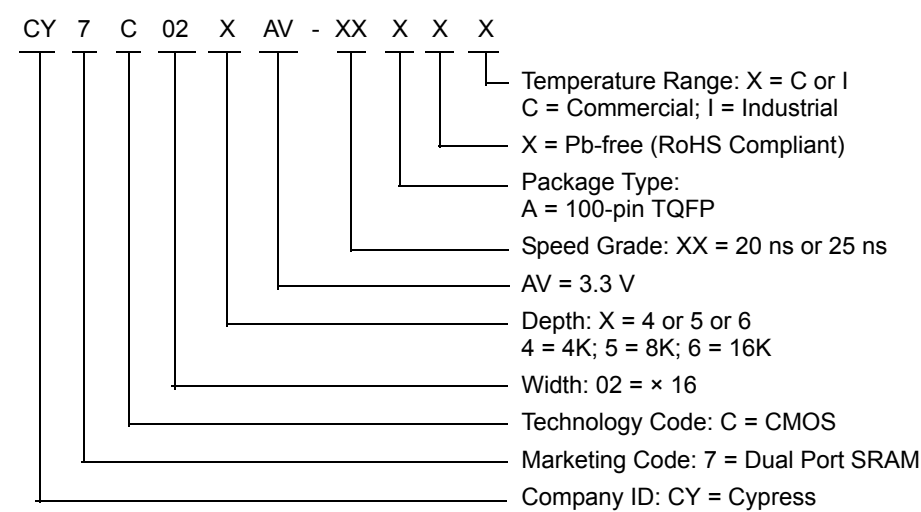 CY 7 C 02 X AV - XX X X X
Temperature Range: X = C or I
C = Commercial; I = Industrial
X = Pb-free (RoHS Compliant)
Package Type:
A = 100-pin TQFP
Speed Grade: XX = 20 ns or 25 ns
AV = 3.3 V
Depth: X = 4 or 5 or 6
4 = 4K; 5 = 8K; 6 = 16K
Width: 02 = × 16
Technology Code: C = CMOS
Marketing Code: 7 = Dual Port SRAM
Company ID: CY = Cypress